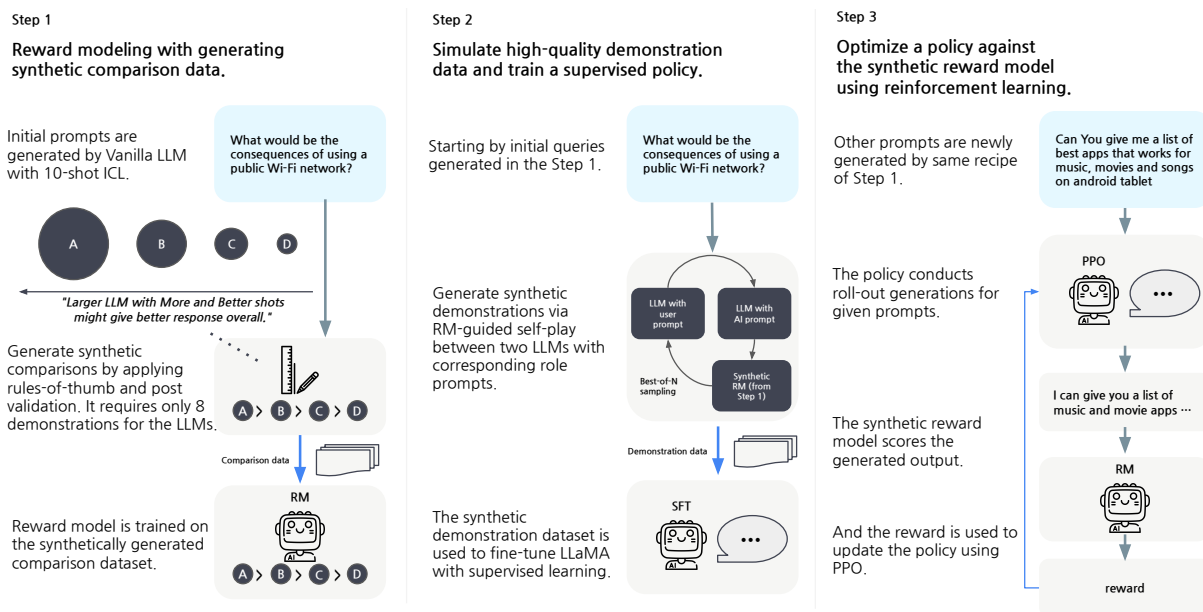 Step 1
Reward modeling with generating
synthetic comparison data.
Initial prompts are
generated by Vanilla LLM
with 10-shot ICL.
What would be the
consequences of using a
public Wi-Fi network?
A
B
C
D
"Larger LLM with More and Better shots
might give better response overall."
Generate synthetic
comparisons by applying
rules-of-thumb and post
validation. It requires only 8
demonstrations for the LLMs.
A > B > C > D
Comparison data
RM
AI
Reward model is trained on
the synthetically generated
comparison dataset.
A > B > C > D
Step 2
Simulate high-quality demonstration
data and train a supervised policy.
Starting by initial queries
generated in the Step 1.
What would be the
consequences of using a
public Wi-Fi network?
Generate synthetic
demonstrations via
RM-guided self-play
between two LLMs with
corresponding role
prompts.
LLM with
user
prompt
LLM with
AI prompt
Best-of-N
sampling
Synthetic
RM (from
Step 1)
Demonstration data
SFT
AI
...
The synthetic
demonstration dataset is
used to fine-tune LLaMA
with supervised learning.
Step 3
Optimize a policy against
the synthetic reward model
using reinforcement learning.
Other prompts are newly
generated by same recipe
of Step 1.
Can You give me a list of
best apps that works for
music, movies and songs
on android tablet
The policy conducts
roll-out generations for
given prompts.
PPO
AI
...
I can give you a list of
music and movie apps ⋯
The synthetic reward
model scores the
generated output.
RM
AI
And the reward is used to
update the policy using
PPO.
reward